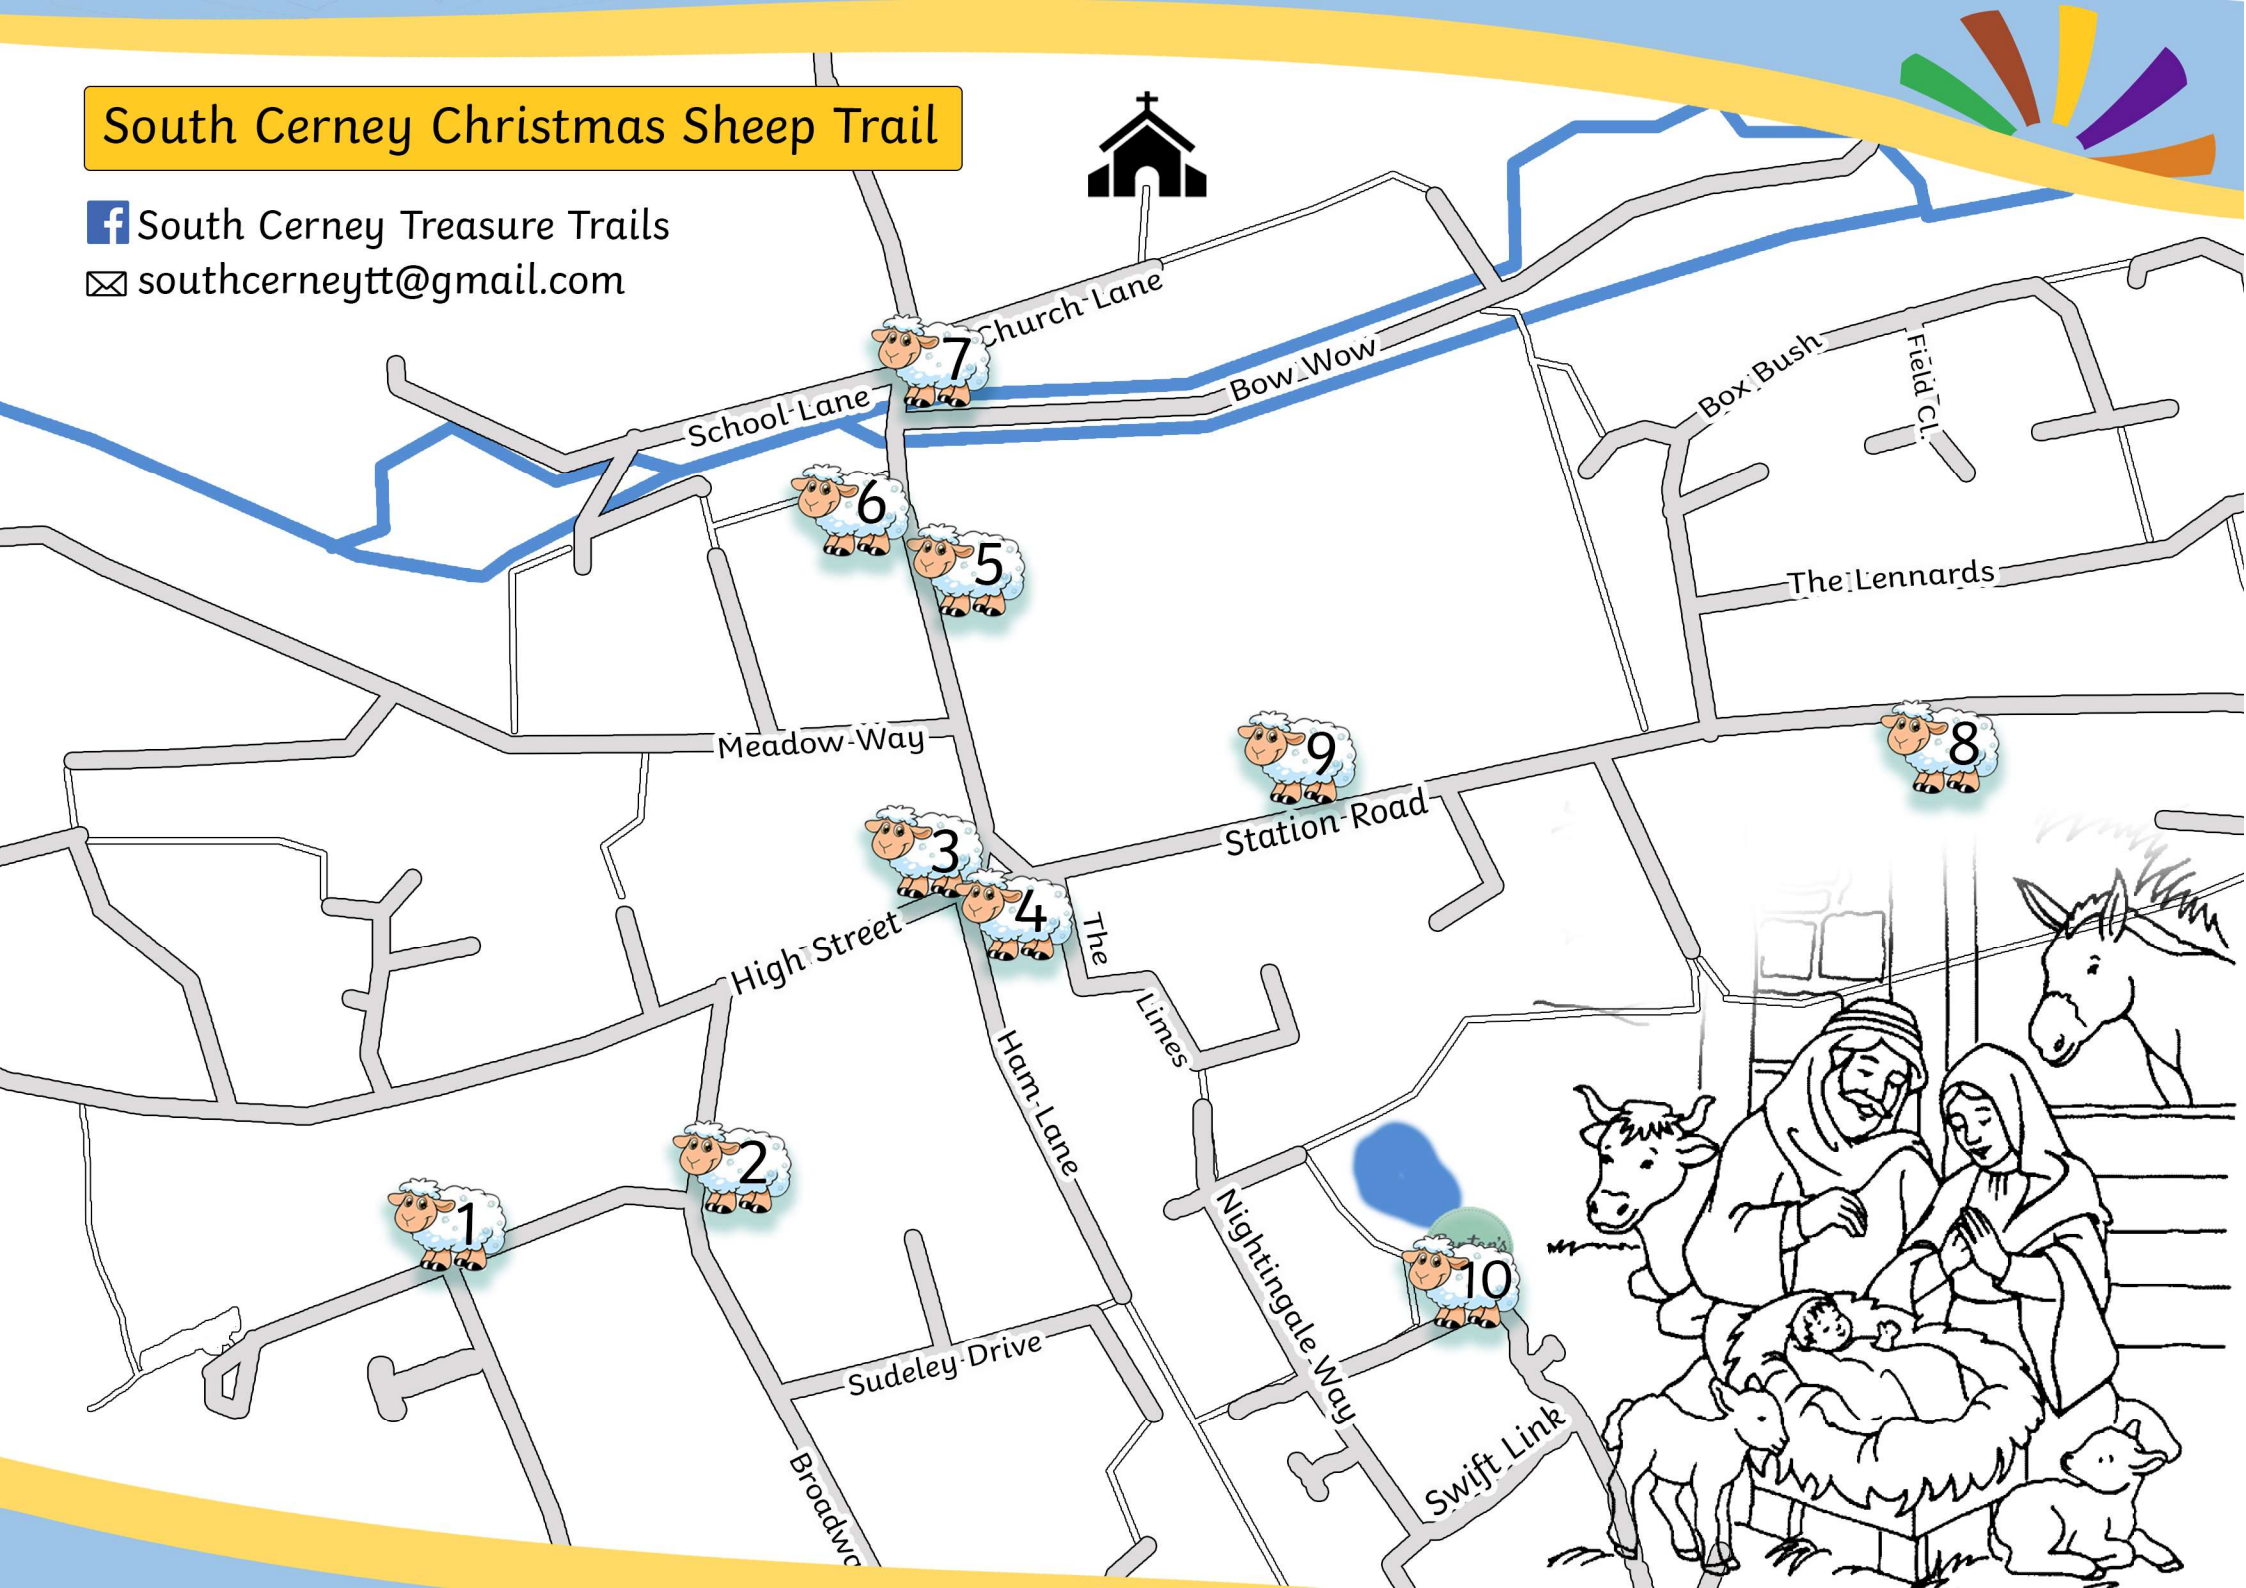 South Cerney Christmas Sheep Trail
South Cerney Treasure Trails
southcerneytt@gmail.com
Church Lane
7
School Lane
Bow Wow
Box Bush
Field Cl.
6
5
The Lennards
Meadow Way
9
8
3
Station Road
4
High Street
The
Limes
Ham Lane
2
1
Nightingale Way
10
Sudeley Drive
Swift Link